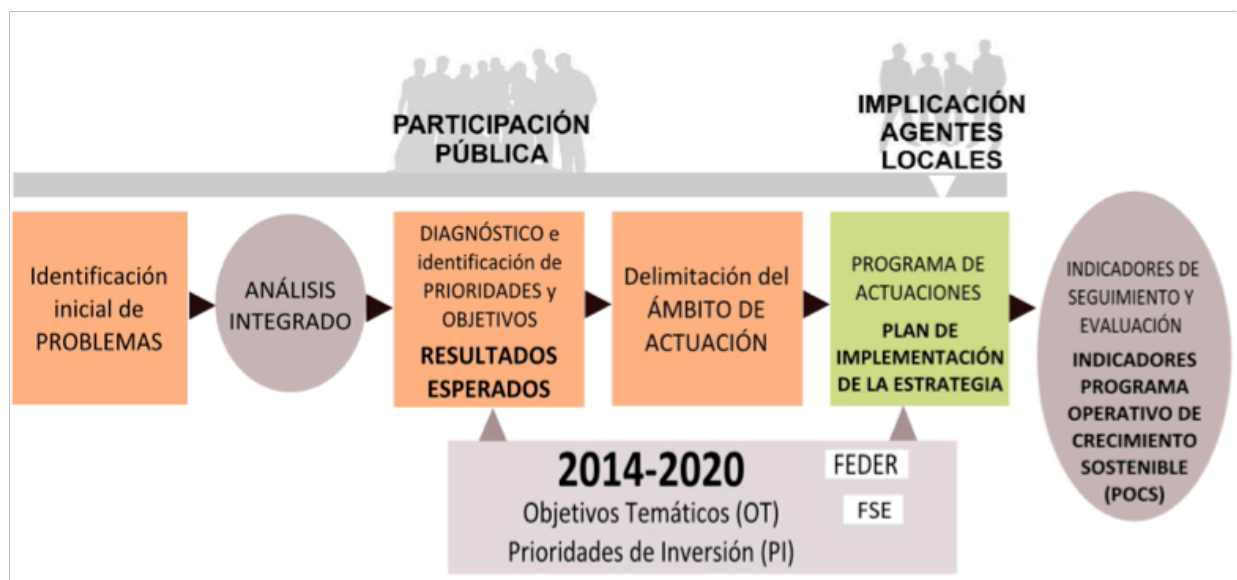 PARTICIPACIÓN
PÚBLICA
IMPLICACIÓN
AGENTES
LOCALES
Identificación
inicial de
PROBLEMAS
ANÁLISIS
INTEGRADO
DIAGNÓSTICO e
identificación de
PRIORIDADES y
OBJETIVOS
RESULTADOS
ESPERADOS
Delimitación del
ÁMBITO DE
ACTUACIÓN
PROGRAMA DE
ACTUACIONES
PLAN DE
IMPLEMENTACIÓN
DE LA ESTRATEGIA
INDICADORES DE
SEGUIMIENTO Y
EVALUACIÓN
INDICADORES
PROGRAMA
OPERATIVO DE
CRECIMIENTO
SOSTENIBLE
(POCS)
2014-2020
Objetivos Temáticos (OT)
Prioridades de Inversión (PI)
FEDER
FSE